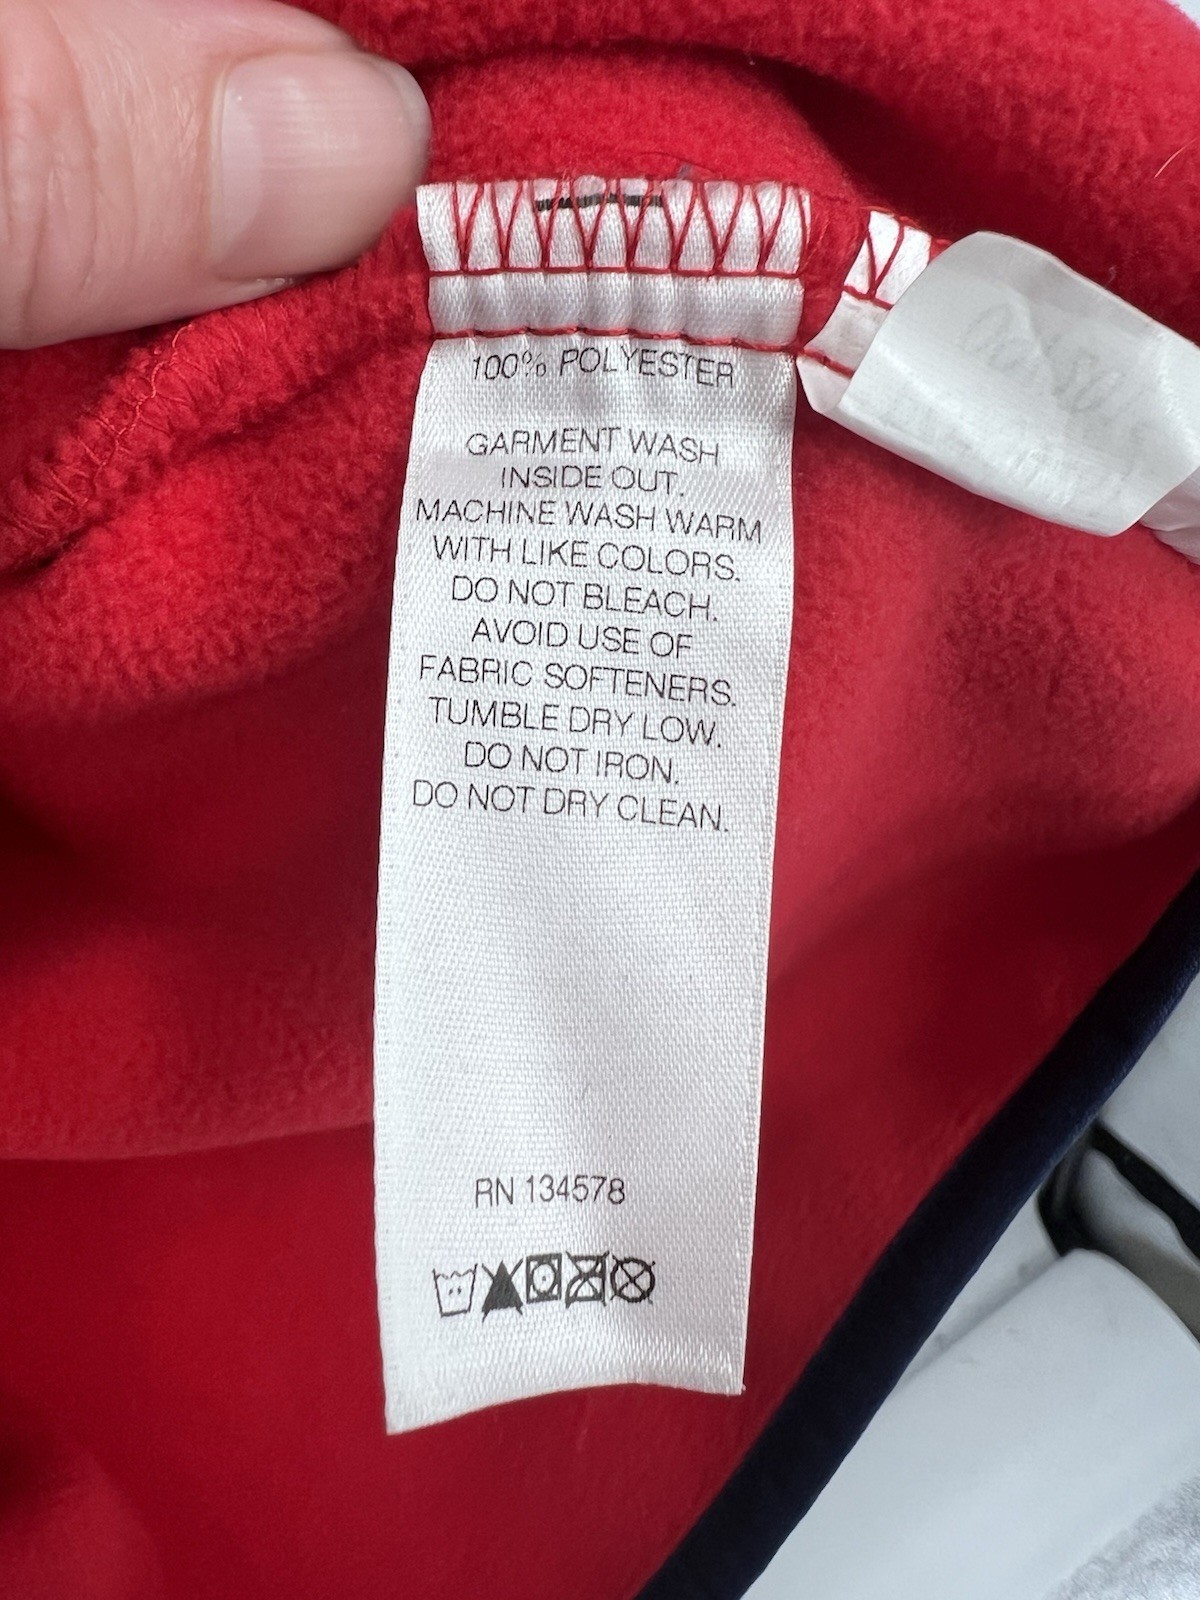 100% POLYESTER
GARMENT WASH
INSIDE OUT.
MACHINE WASH WARM
WITH LIKE COLORS.
DO NOT BLEACH.
AVOID USE OF
FABRIC SOFTENERS.
TUMBLE DRY LOW.
DO NOT IRON.
DO NOT DRY CLEAN.
RN 134578